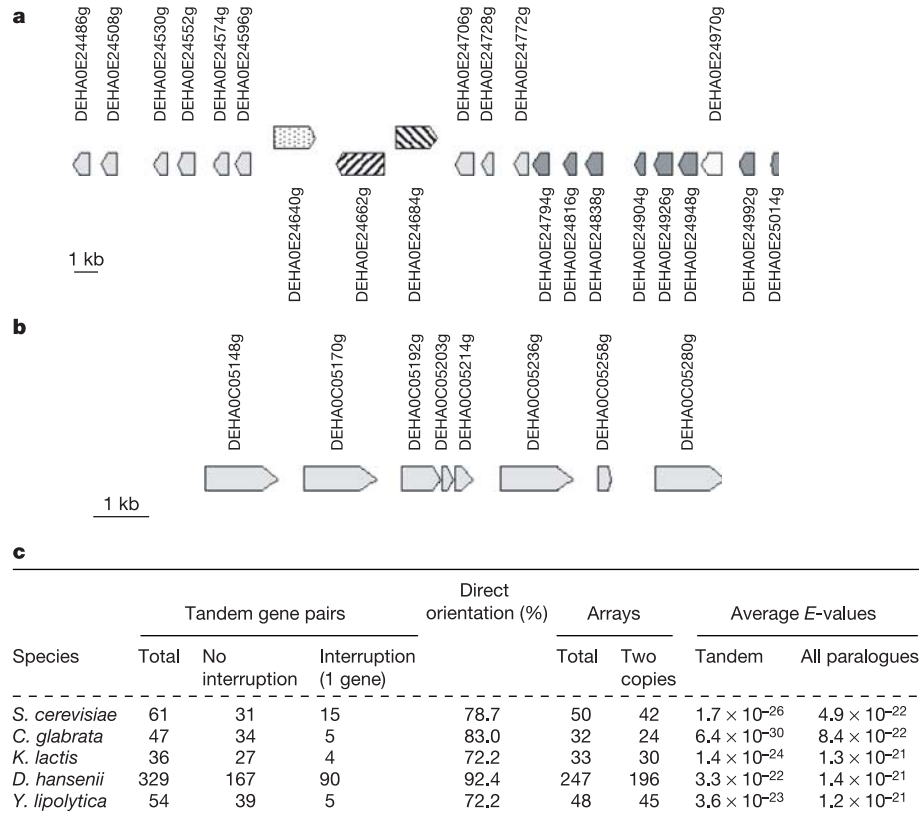 a
DEHA0E24486g
DEHA0E24508g
DEHA0E24530g
DEHA0E24552g
DEHA0E24574g
DEHA0E24596g
DEHA0E24706g
DEHA0E24728g
DEHA0E24772g
DEHA0E24970g
DEHA0E24640g
DEHA0E24662g
DEHA0E24684g
DEHA0E24794g
DEHA0E24816g
DEHA0E24838g
DEHA0E24904g
DEHA0E24926g
DEHA0E24948g
DEHA0E24992g
DEHA0E25014g
1 kb
b
DEHA0C05148g
DEHA0C05170g
DEHA0C05192g
DEHA0C05203g
DEHA0C05214g
DEHA0C05236g
DEHA0C05258g
DEHA0C05280g
1 kb
c
Tandem gene pairs Direct orientation (%) Arrays Average E-values
Species Total No interruption Interruption (1 gene) Total Two copies Tandem All paralogues
S. cerevisiae 61 31 15 78.7 50 42 1.7 × 10⁻²⁶ 4.9 × 10⁻²²
C. glabrata 47 34 5 83.0 32 24 6.4 × 10⁻³⁰ 8.4 × 10⁻²²
K. lactis 36 27 4 72.2 33 30 1.4 × 10⁻²⁴ 1.3 × 10⁻²¹
D. hansenii 329 167 90 92.4 247 196 3.3 × 10⁻²² 1.4 × 10⁻²¹
Y. lipolytica 54 39 5 72.2 48 45 3.6 × 10⁻²³ 1.2 × 10⁻²¹